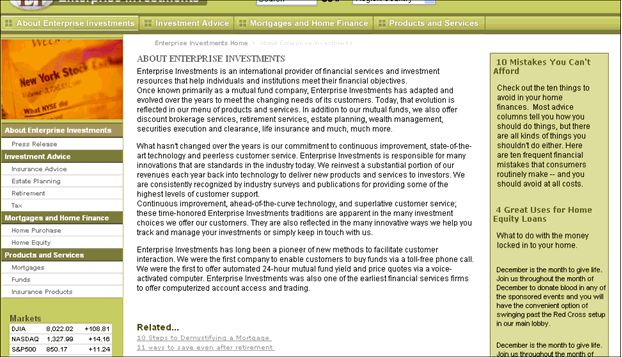 Enterprise Investments
Search
About Enterprise Investments
Investment Advice
Mortgages and Home Finance
Products and Services
Enterprise Investments Home
About Enterprise Investments
New York Stock Exch
What NYSE did
About Enterprise Investments
Press Release
Investment Advice
Insurance Advice
Estate Planning
Retirement
Tax
Mortgages and Home Finance
Home Purchase
Home Equity
Products and Services
Mortgages
Funds
Insurance Products
Markets
DJIA 8,022.02 +108.81
NASDAQ 1,327.99 +14.16
S&P500 850.17 +11.24
ABOUT ENTERPRISE INVESTMENTS
Enterprise Investments is an international provider of financial services and investment
resources that help individuals and institutions meet their financial objectives.
Once known primarily as a mutual fund company, Enterprise Investments has adapted and
evolved over the years to meet the changing needs of its customers. Today, that evolution is
reflected in our menu of products and services. In addition to our mutual funds, we also offer
discount brokerage services, retirement services, estate planning, wealth management,
securities execution and clearance, life insurance and much, much more.
What hasn't changed over the years is our commitment to continuous improvement, state-of-the-
art technology and peerless customer service. Enterprise Investments is responsible for many
innovations that are standards in the industry today. We reinvest a substantial portion of our
revenues each year back into technology to deliver new products and services to investors. We
are consistently recognized by industry surveys and publications for providing some of the
highest levels of customer support.
Continuous improvement, ahead-of-the-curve technology, and superlative customer service;
these time-honored Enterprise Investments traditions are apparent in the many investment
choices we offer our customers. They are also reflected in the many innovative ways we help you
track and manage your investments or simply keep in touch with us.
Enterprise Investments has long been a pioneer of new methods to facilitate customer
interaction. We were the first company to enable customers to buy funds via a toll-free phone call.
We were the first to offer automated 24-hour mutual fund yield and price quotes via a voice-
activated computer. Enterprise Investments was also one of the earliest financial services firms
to offer computerized account access and trading.
Related...
10 Steps to Demystifying a Mortgage
11 ways to save even after retirement
10 Mistakes You Can't
Afford
Check out the ten things to
avoid in your home
finances. Most advice
columns tell you how you
should do things, but there
are all kinds of things you
shouldn't do either. Here
are ten frequent financial
mistakes that consumers
routinely make -- and you
should avoid at all costs.
4 Great Uses for Home
Equity Loans
What to do with the money
locked in to your home.
December is the month to give life.
Join us throughout the month of
December to donate blood in any of
the sponsored events and you will
have the convenient option of
swinging past the Red Cross setup
in our main lobby.
December is the month to give life.
Join us throughout the month of